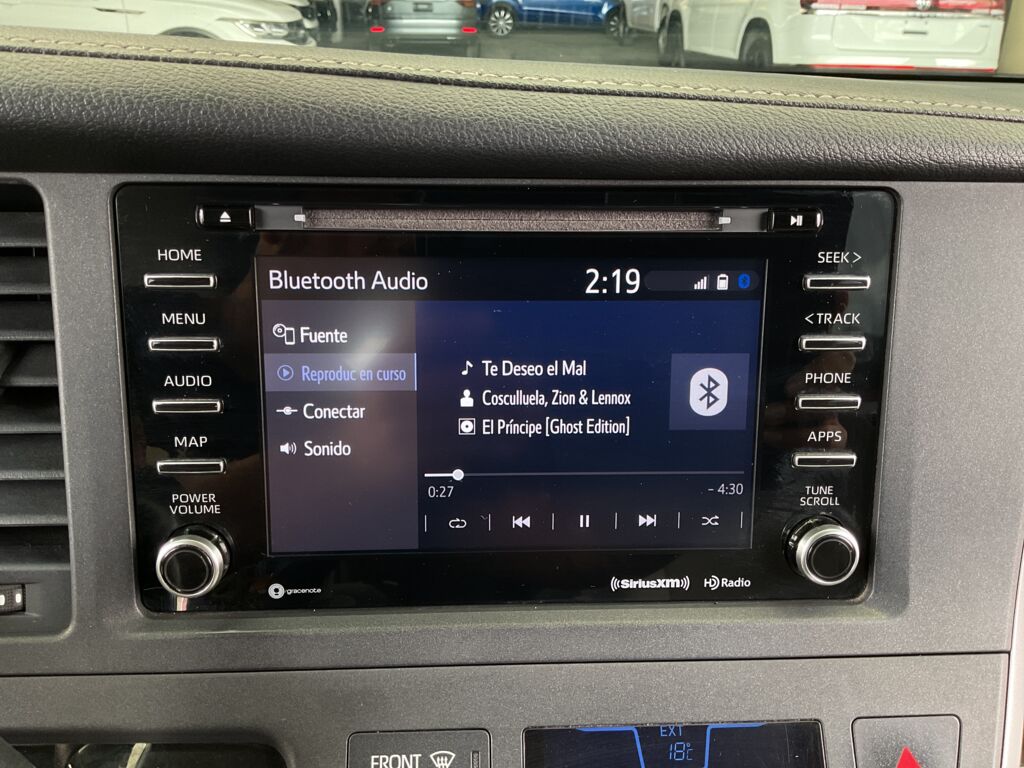 HOME
MENU
AUDIO
MAP
POWER
VOLUME
Bluetooth Audio 2:19
Fuente
Reproduc en curso
Conectar
Sonido
Te Deseo el Mal
Cosculluela, Zion & Lennox
El Príncipe [Ghost Edition]
0:27 - 4:30
SEEK >
< TRACK
PHONE
APPS
TUNE
SCROLL
gracenote
((SiriusXM))
HD Radio
FRONT
EXT
18°C